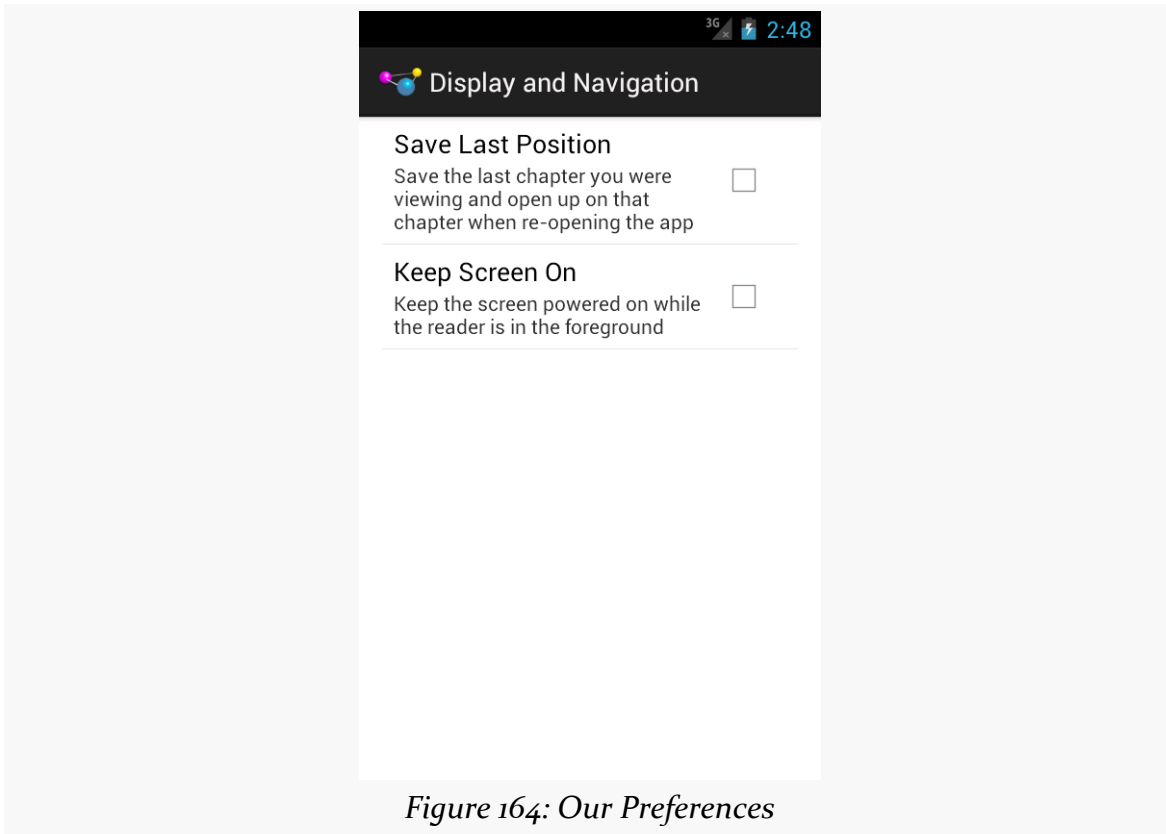 3G 2:48
Display and Navigation
Save Last Position
Save the last chapter you were
viewing and open up on that
chapter when re-opening the app
Keep Screen On
Keep the screen powered on while
the reader is in the foreground
Figure 164: Our Preferences